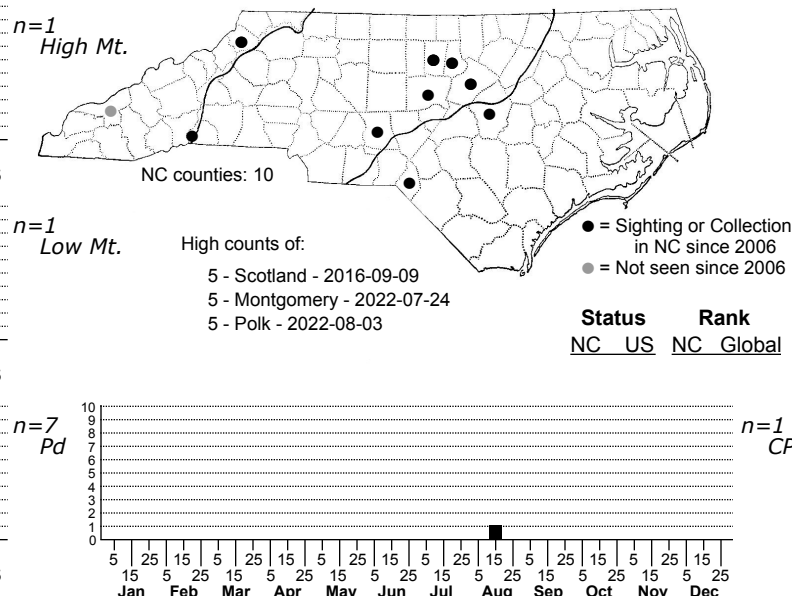 n=1
High Mt.
NC counties: 10
n=1
Low Mt.
High counts of:
5 - Scotland - 2016-09-09
5 - Montgomery - 2022-07-24
5 - Polk - 2022-08-03
= Sighting or Collection
in NC since 2006
= Not seen since 2006
Status Rank
NC US NC Global
n=7
Pd
n=1
CP
10
9
8
7
6
5
4
3
2
1
0
5 25 15 5 25 15 5 25 15 5 25 15 5 25 15 5 25 15
15 5 25 15 5 25 15 5 25 15 5 25 15 5 25 15 5 25
Jan Feb Mar Apr May Jun Jul Aug Sep Oct Nov Dec